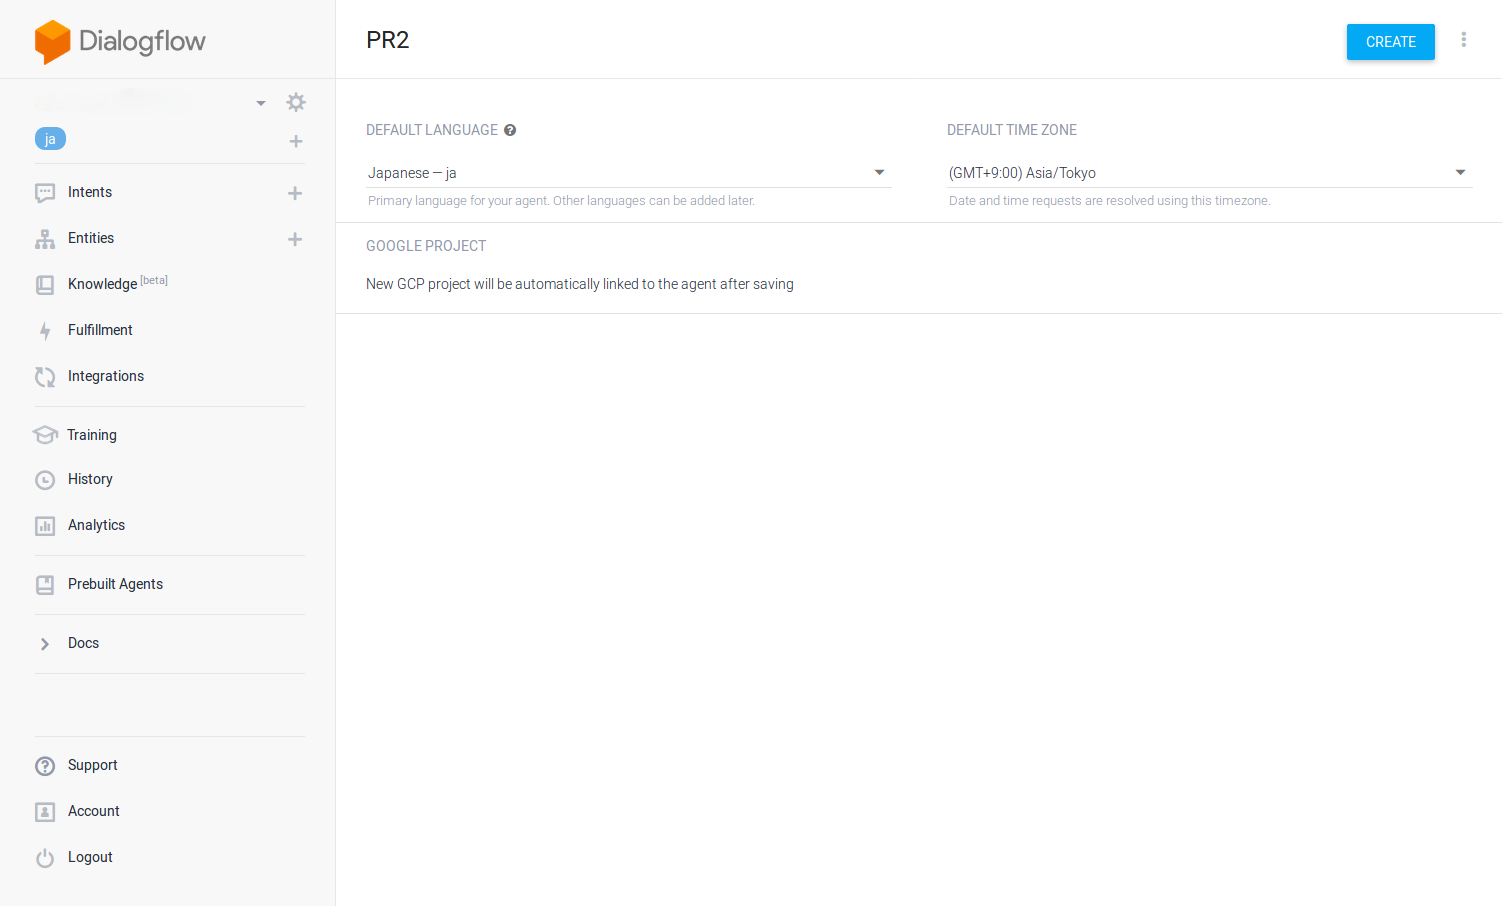 Dialogflow
PR2
CREATE
ja
DEFAULT LANGUAGE
DEFAULT TIME ZONE
Japanese — ja
(GMT+9:00) Asia/Tokyo
Primary language for your agent. Other languages can be added later.
Date and time requests are resolved using this timezone.
GOOGLE PROJECT
New GCP project will be automatically linked to the agent after saving
Intents
Entities
Knowledge [beta]
Fulfillment
Integrations
Training
History
Analytics
Prebuilt Agents
Docs
Support
Account
Logout